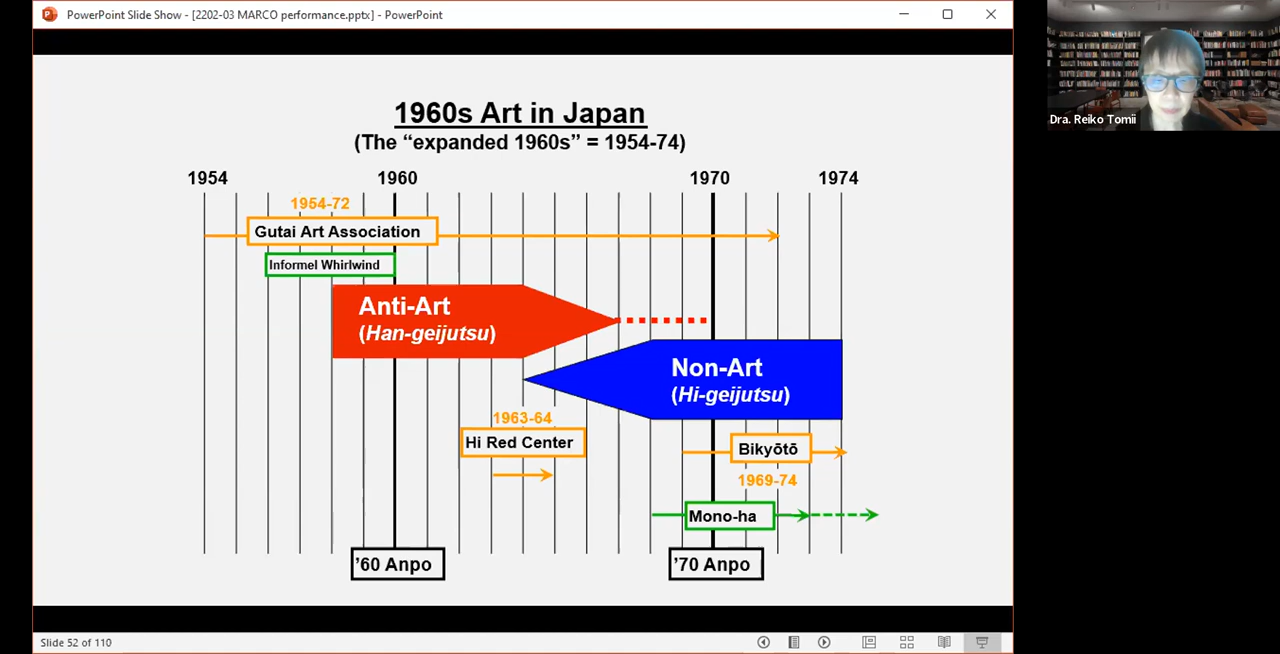 PowerPoint Slide Show - [2202-03 MARCO performance.pptx] - PowerPoint
Dra. Reiko Tomii
1960s Art in Japan
(The “expanded 1960s” = 1954-74)
1954 1960 1970 1974
1954-72
Gutai Art Association
Informel Whirlwind
Anti-Art
(Han-geijutsu)
Non-Art
(Hi-geijutsu)
1963-64
Hi Red Center
Bikyōtō
1969-74
Mono-ha
’60 Anpo ’70 Anpo
Slide 52 of 110